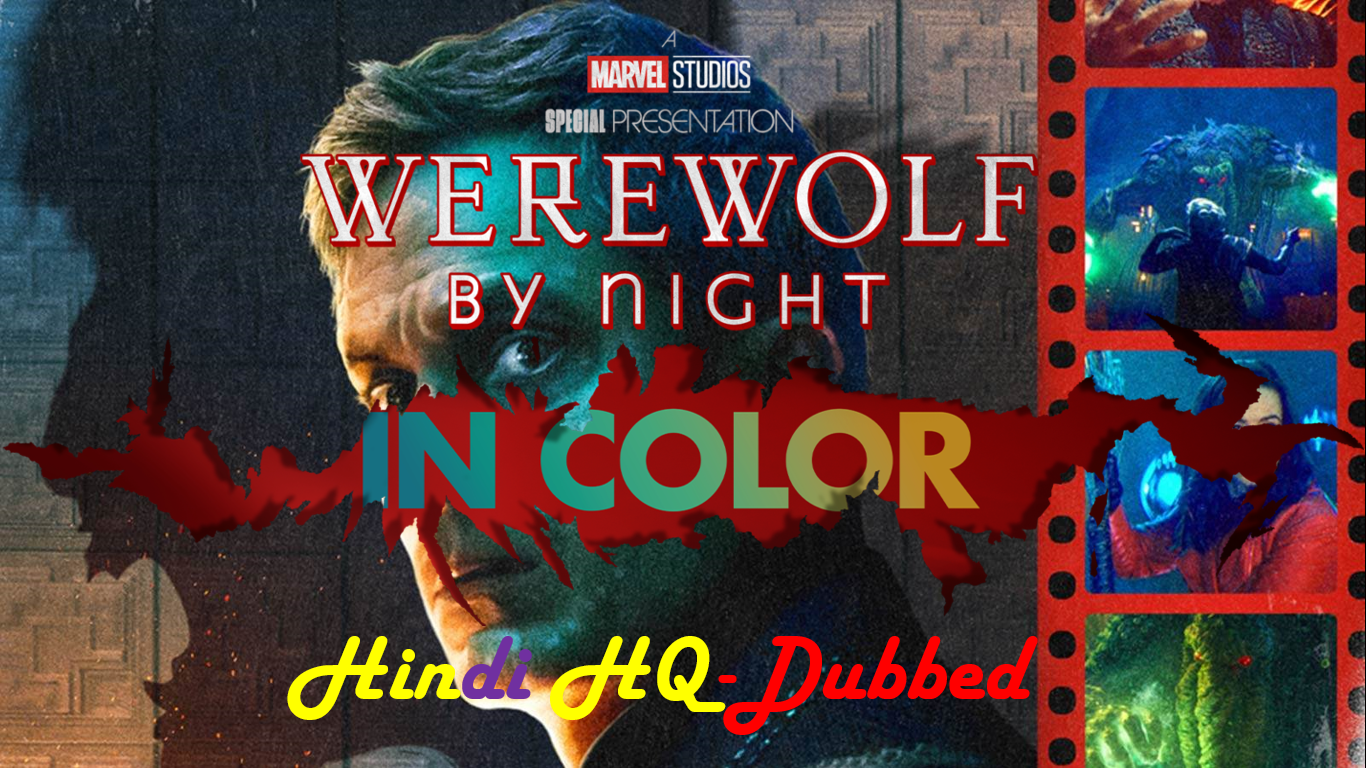 A
MARVEL STUDIOS
SPECIAL PRESENTATION
WEREWOLF
BY NIGHT
IN COLOR
Hindi HQ-Dubbed